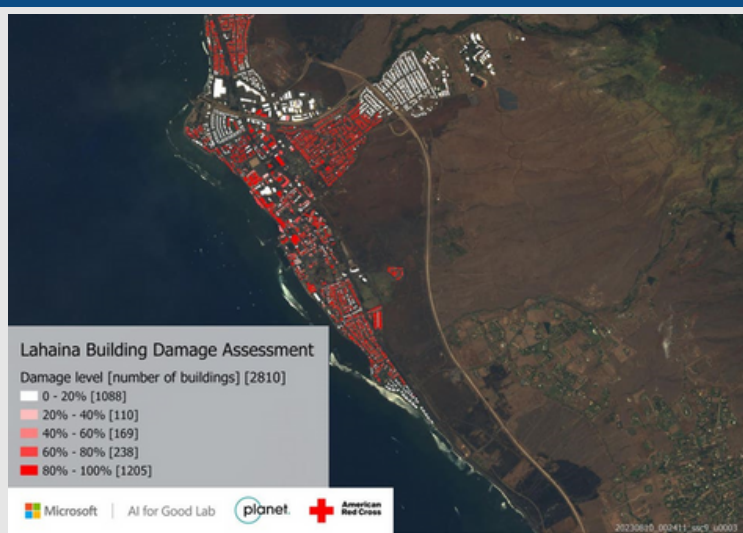 Lahaina Building Damage Assessment
Damage level [number of buildings] [2810]
0 - 20% [1088]
20% - 40% [110]
40% - 60% [169]
60% - 80% [238]
80% - 100% [1205]
Microsoft | AI for Good Lab planet. American
Red Cross
20230810_002411_ssc9_u0003